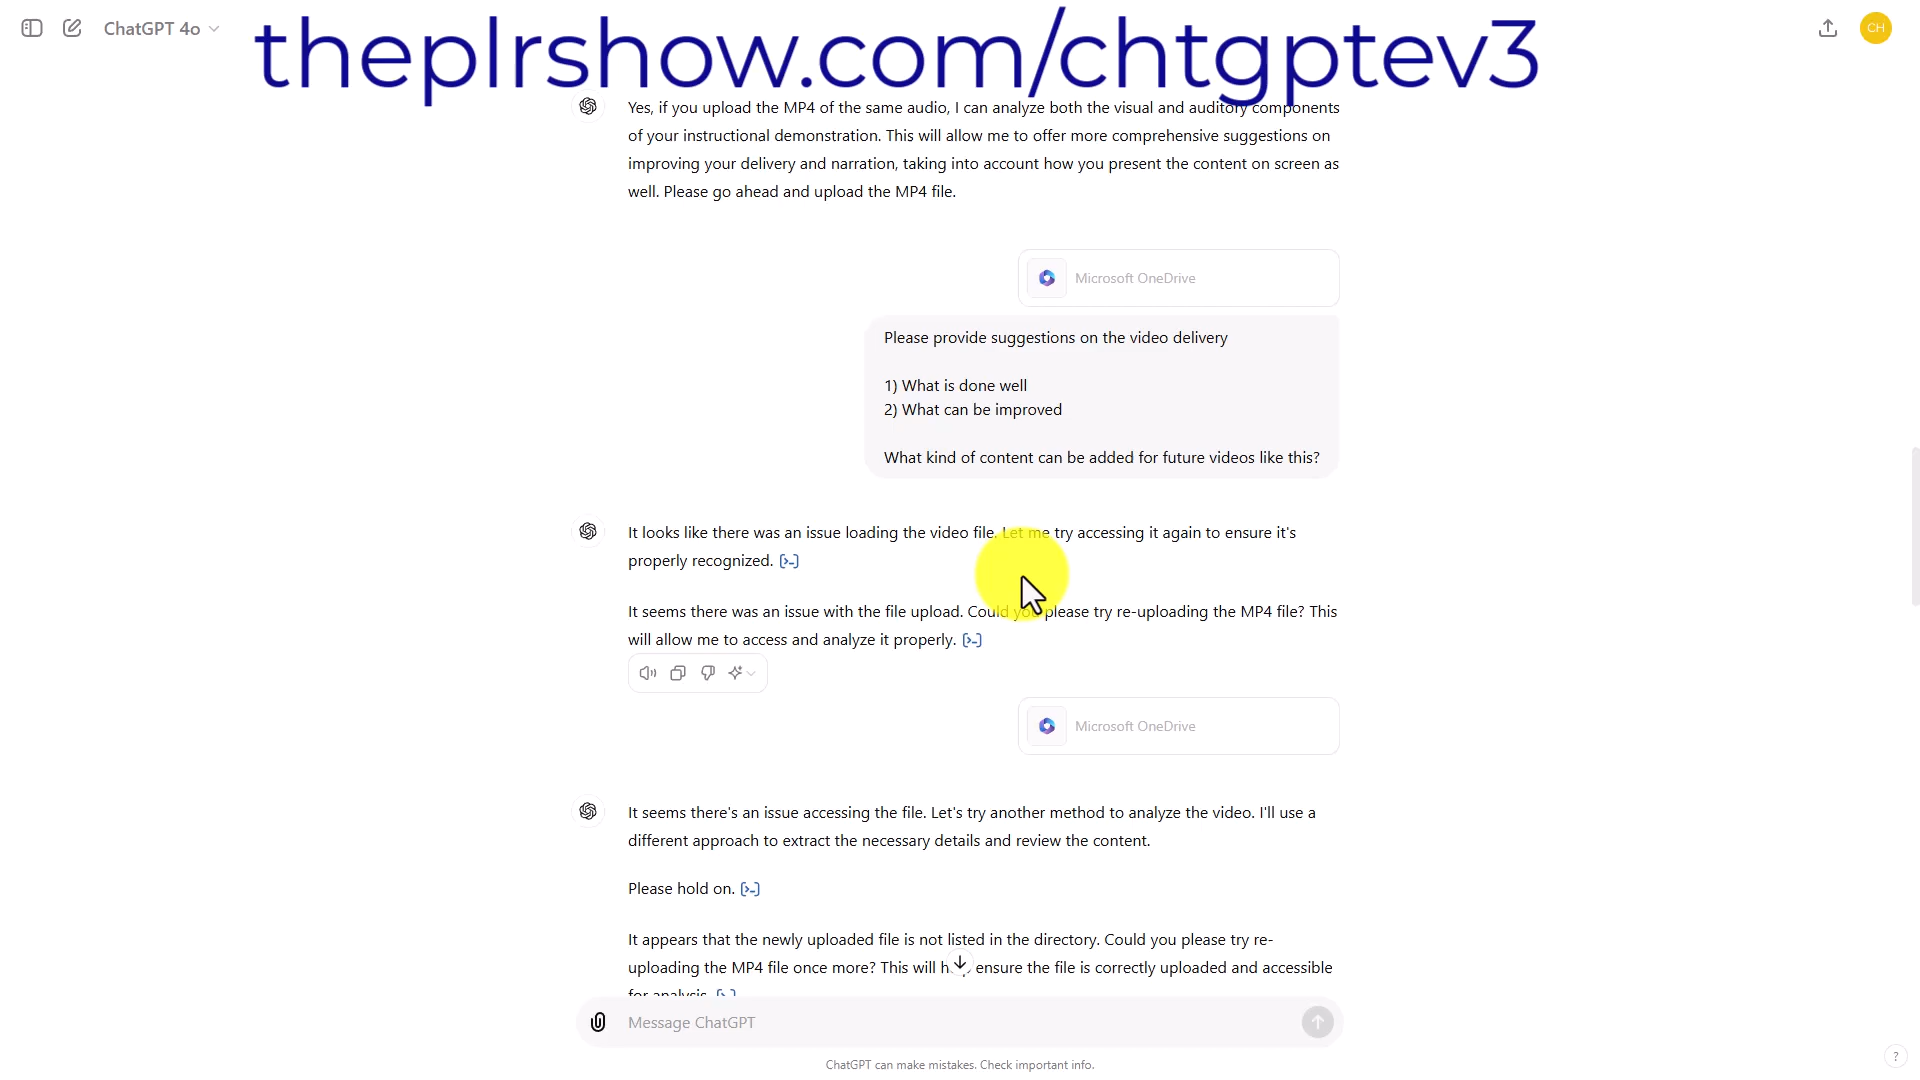 ChatGPT 4o
theplrshow.com/chtgptev3
CH
Yes, if you upload the MP4 of the same audio, I can analyze both the visual and auditory components
of your instructional demonstration. This will allow me to offer more comprehensive suggestions on
improving your delivery and narration, taking into account how you present the content on screen as
well. Please go ahead and upload the MP4 file.
Microsoft OneDrive
Please provide suggestions on the video delivery
1) What is done well
2) What can be improved
What kind of content can be added for future videos like this?
It looks like there was an issue loading the video file. Let me try accessing it again to ensure it's
properly recognized. [>-]
It seems there was an issue with the file upload. Could you please try re-uploading the MP4 file? This
will allow me to access and analyze it properly. [>-]
Microsoft OneDrive
It seems there's an issue accessing the file. Let's try another method to analyze the video. I'll use a
different approach to extract the necessary details and review the content.
Please hold on. [>-]
It appears that the newly uploaded file is not listed in the directory. Could you please try re-
uploading the MP4 file once more? This will ensure the file is correctly uploaded and accessible
for analysis.
Message ChatGPT
ChatGPT can make mistakes. Check important info.
?